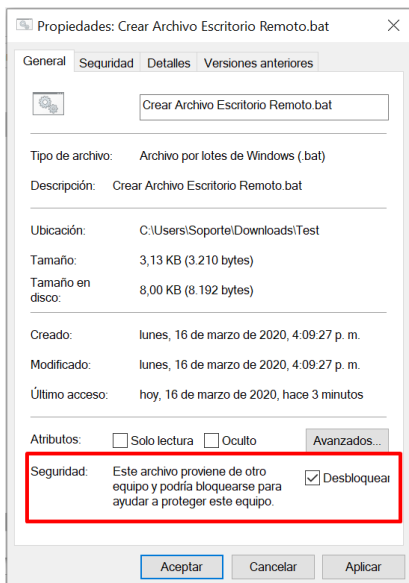 Propiedades: Crear Archivo Escritorio Remoto.bat
General Seguridad Detalles Versiones anteriores
Crear Archivo Escritorio Remoto.bat
Tipo de archivo: Archivo por lotes de Windows (.bat)
Descripción: Crear Archivo Escritorio Remoto.bat
Ubicación: C:\Users\Soporte\Downloads\Test
Tamaño: 3,13 KB (3.210 bytes)
Tamaño en
disco: 8,00 KB (8.192 bytes)
Creado: lunes, 16 de marzo de 2020, 4:09:27 p. m.
Modificado: lunes, 16 de marzo de 2020, 4:09:27 p. m.
Último acceso: hoy, 16 de marzo de 2020, hace 3 minutos
Atributos: Solo lectura Oculto Avanzados...
Seguridad: Este archivo proviene de otro
equipo y podría bloquearse para
ayudar a proteger este equipo.
Desbloquear
Aceptar Cancelar Aplicar